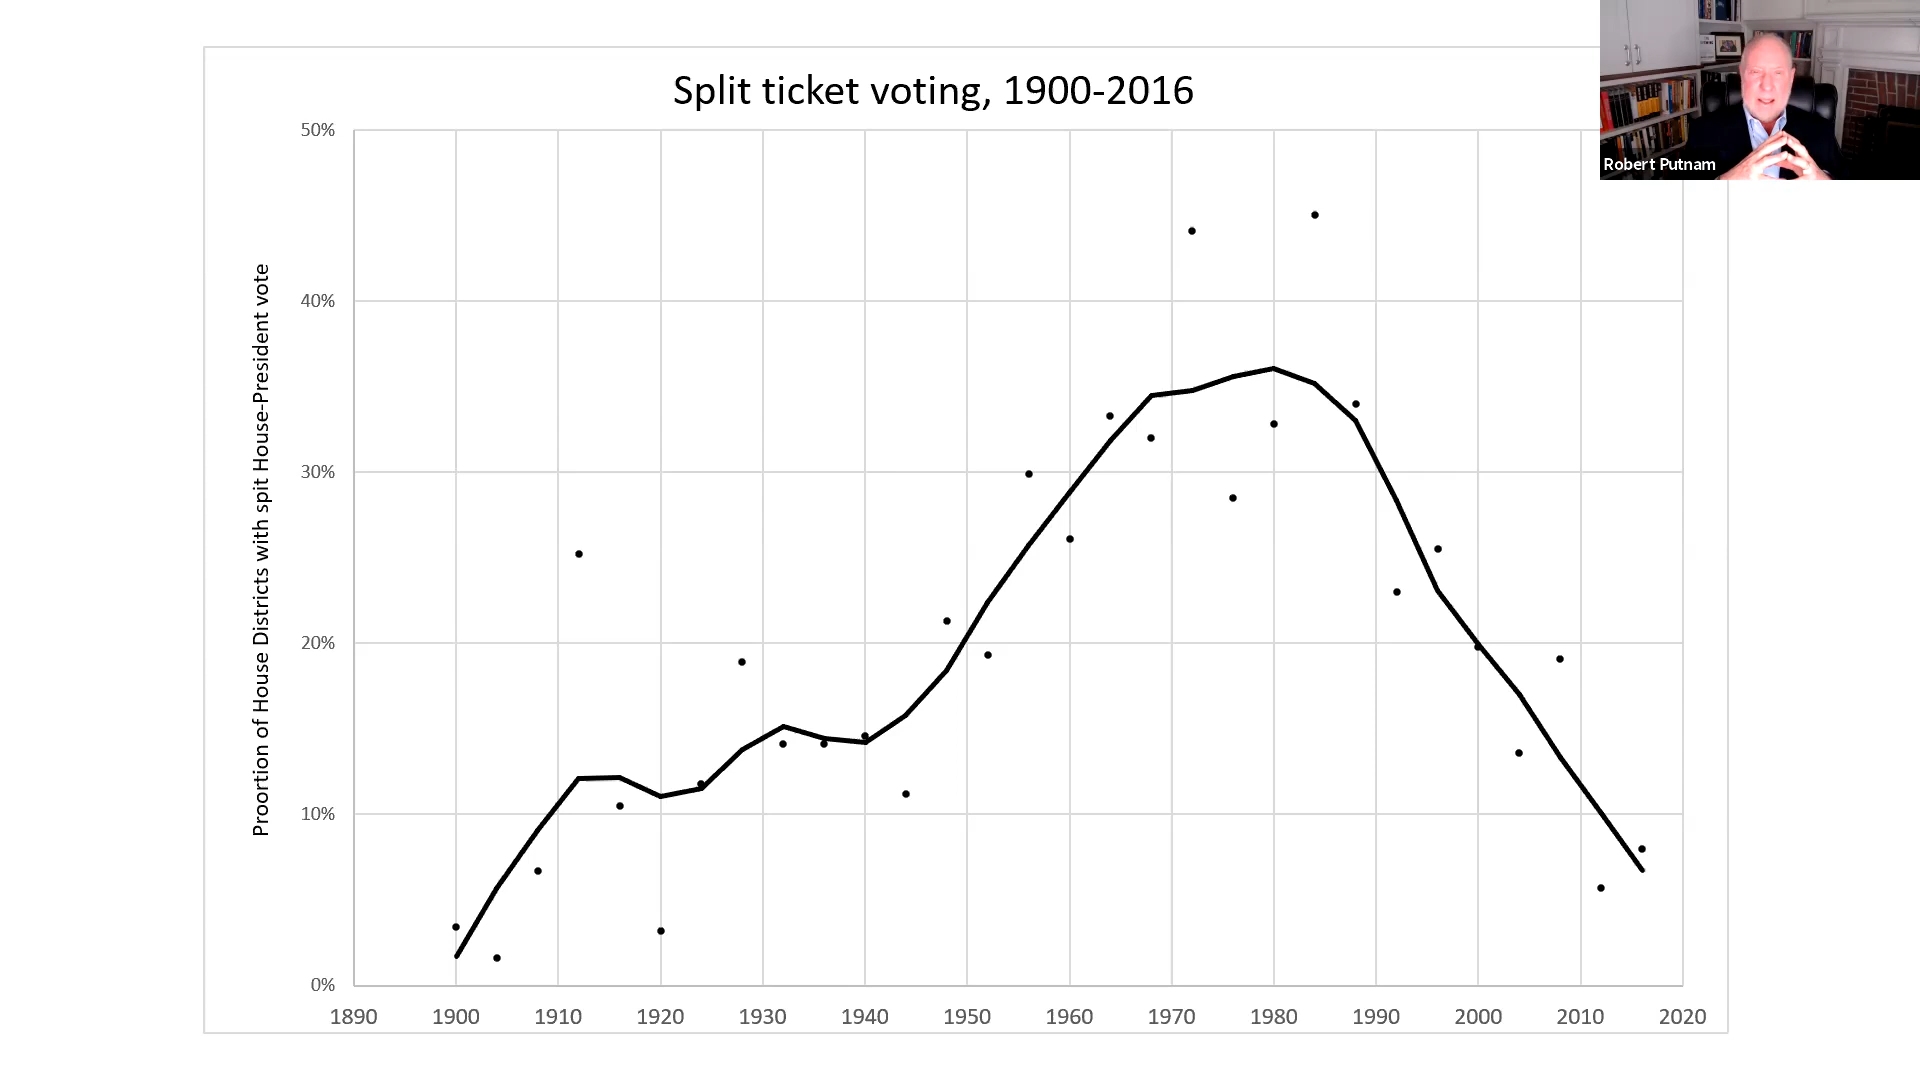 Split ticket voting, 1900-2016
Robert Putnam
Proortion of House Districts with spit House-President vote
50%
40%
30%
20%
10%
0%
1890 1900 1910 1920 1930 1940 1950 1960 1970 1980 1990 2000 2010 2020